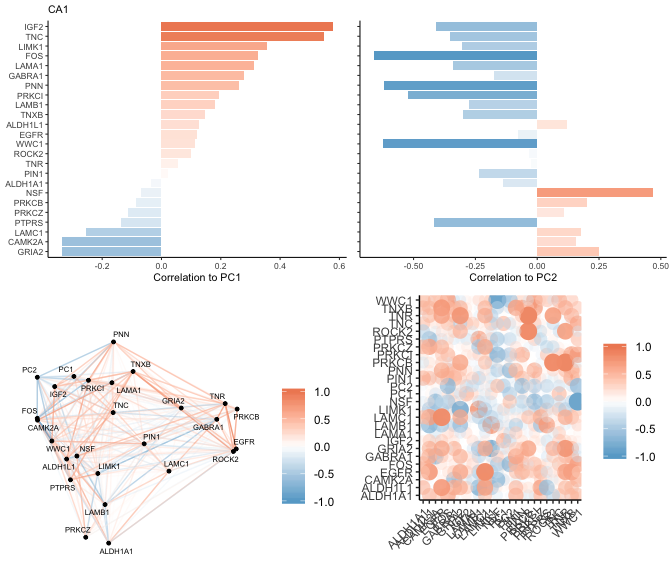 CA1
IGF2
TNC
LIMK1
FOS
LAMA1
GABRA1
PNN
PRKCI
LAMB1
TNXB
ALDH1L1
EGFR
WWC1
ROCK2
TNR
PIN1
ALDH1A1
NSF
PRKCB
PRKCZ
PTPRS
LAMC1
CAMK2A
GRIA2
-0.2 0.0 0.2 0.4 0.6
Correlation to PC1
-0.50 -0.25 0.00 0.25 0.50
Correlation to PC2
PNN
PC2
PC1
TNXB
PRKCI
IGF2
LAMA1
GRIA2
TNR
TNC
PRKCB
FOS
CAMK2A
GABRA1
PIN1
EGFR
WWC1
NSF
ROCK2
ALDH1L1
LIMK1
LAMC1
PTPRS
LAMB1
PRKCZ
ALDH1A1
1.0
0.5
0.0
-0.5
-1.0
WWC1
TNXB
TNR
TNC
ROCK2
PTPRS
PRKCZ
PRKCI
PRKCB
PNN
PIN1
PC2
PC1
NSF
LIMK1
LAMC1
LAMB1
LAMA1
IGF2
GRIA2
GABRA1
FOS
EGFR
CAMK2A
ALDH1L1
ALDH1A1
ALDH1A1
WWC1
1.0
0.5
0.0
-0.5
-1.0